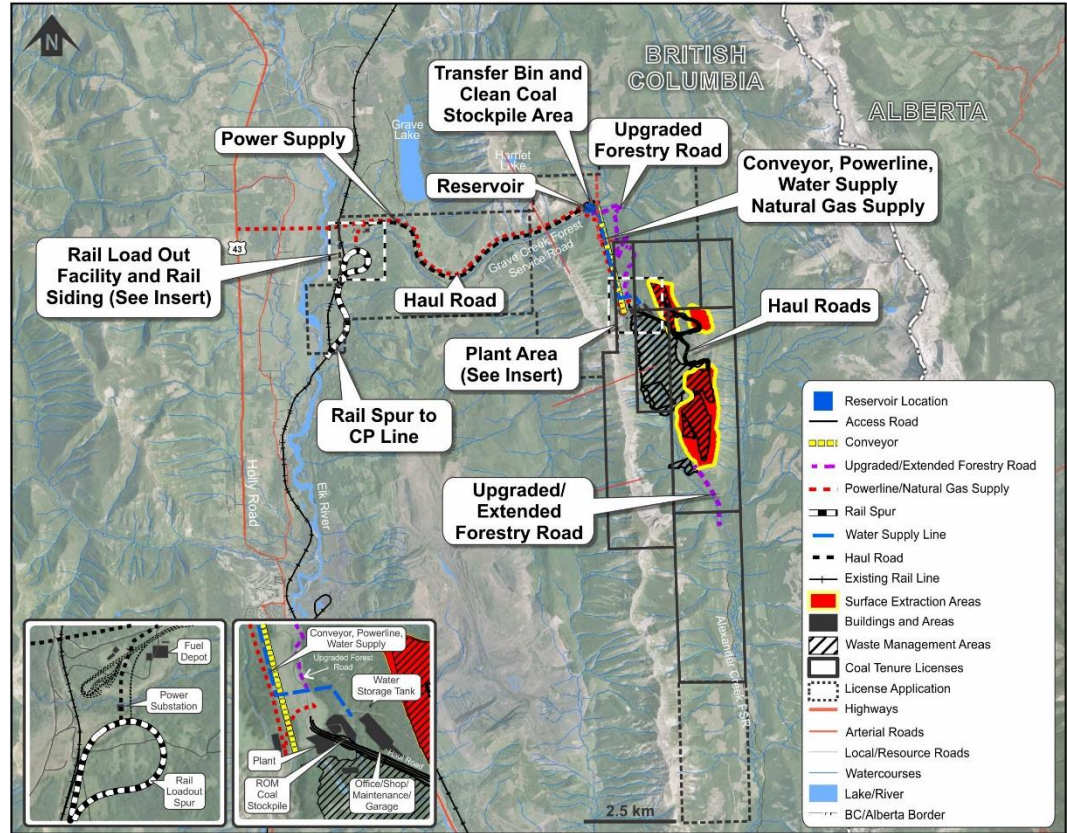 N
BRITISH
COLUMBIA
ALBERTA
Transfer Bin and
Clean Coal
Stockpile Area
Upgraded
Forestry Road
Power Supply
Grave
Lake
Harriet
Lake
Reservoir
Conveyor, Powerline,
Water Supply
Natural Gas Supply
43
Rail Load Out
Facility and Rail
Siding (See Insert)
Grave Creek Forest
Service Road
Haul Road
Haul Roads
Plant Area
(See Insert)
Rail Spur to
CP Line
Holly Road
Elk River
Upgraded/
Extended
Forestry Road
Alexander Creek FSR
Reservoir Location
Access Road
Conveyor
Upgraded/Extended Forestry Road
Powerline/Natural Gas Supply
Rail Spur
Water Supply Line
Haul Road
Existing Rail Line
Surface Extraction Areas
Buildings and Areas
Waste Management Areas
Coal Tenure Licenses
License Application
Highways
Arterial Roads
Local/Resource Roads
Watercourses
Lake/River
BC/Alberta Border
Fuel
Depot
Power
Substation
Rail
Loadout
Spur
Conveyor, Powerline,
Water Supply
Upgraded Forest
Road
Water
Storage Tank
Plant
Haul Road
ROM
Coal
Stockpile
Office/Shop/
Maintenance/
Garage
2.5 km